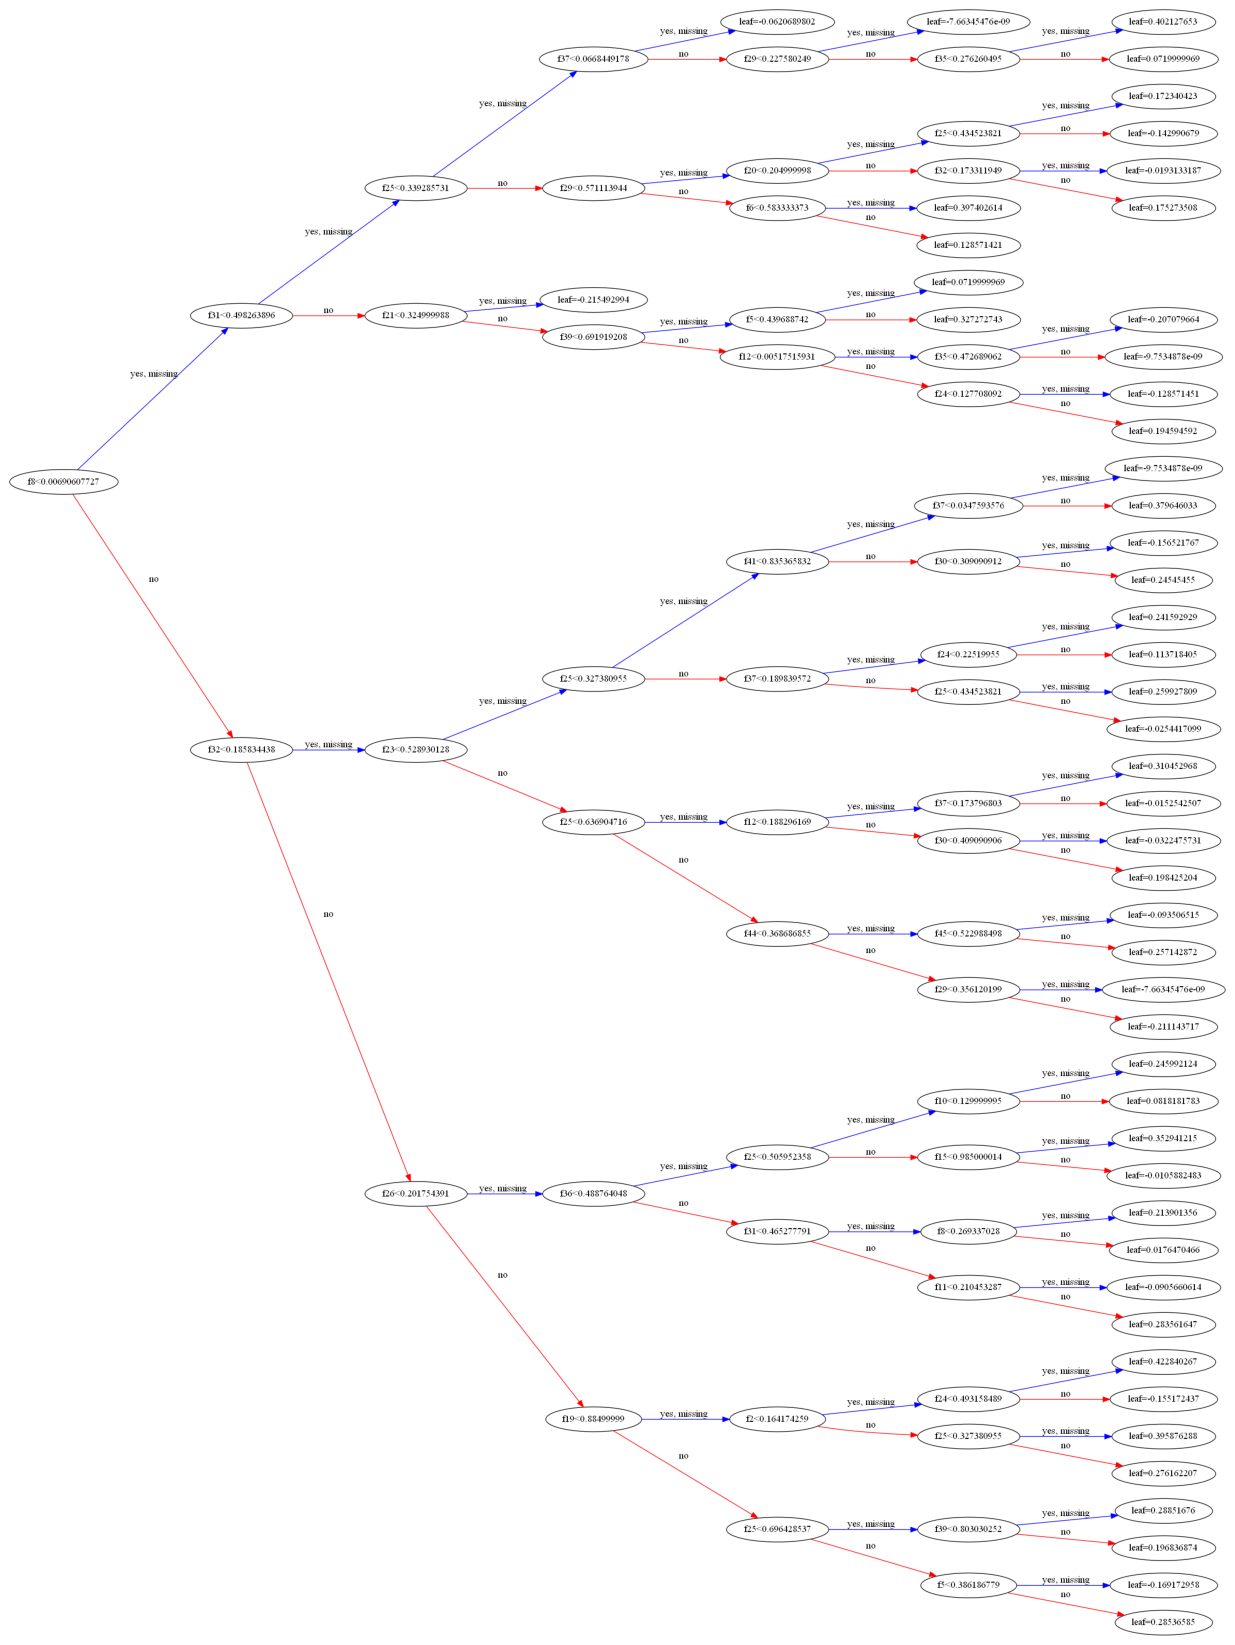 leaf=-0.0620689802
leaf=-7.66345476e-09
leaf=0.402127653
yes, missing
yes, missing
yes, missing
f37<0.0668449178
no
f29<0.227580249
no
f35<0.276260495
no
leaf=0.0719999969
leaf=0.172340423
yes, missing
yes, missing
f25<0.434523821
no
leaf=-0.142990679
yes, missing
f20<0.204999998
no
f32<0.173311949
yes, missing
leaf=-0.0193133187
yes, missing
f25<0.339285731
no
f29<0.571113944
no
leaf=0.175273508
no
f6<0.583333373
yes, missing
leaf=0.397402614
no
yes, missing
leaf=0.128571421
leaf=0.0719999969
yes, missing
leaf=-0.215492994
yes, missing
f31<0.498263896
no
f21<0.324999988
no
yes, missing
f5<0.439688742
no
leaf=0.327272743
leaf=-0.207079664
f39<0.691919208
no
yes, missing
f12<0.00517515931
yes, missing
f35<0.472689062
no
leaf=-9.7534878e-09
yes, missing
no
f24<0.127708092
yes, missing
leaf=-0.128571451
no
leaf=0.194594592
f8<0.00690607727
leaf=-9.7534878e-09
yes, missing
f37<0.0347593576
no
leaf=0.379646033
yes, missing
no
f41<0.835365832
no
f30<0.309090912
yes, missing
leaf=-0.156521767
no
leaf=0.24545455
yes, missing
leaf=0.241592929
yes, missing
f24<0.22519955
no
leaf=0.113718405
yes, missing
f25<0.327380955
no
f37<0.189839572
no
f25<0.434523821
yes, missing
leaf=0.259927809
yes, missing
no
leaf=-0.0254417099
f32<0.185834438
yes, missing
f23<0.528930128
no
leaf=0.310452968
yes, missing
f37<0.173796803
no
leaf=-0.0152542507
yes, missing
f25<0.636904716
yes, missing
f12<0.188296169
no
f30<0.409090906
yes, missing
leaf=-0.0322475731
no
no
leaf=0.198425204
no
f44<0.368686855
yes, missing
f45<0.522988498
yes, missing
leaf=-0.093506515
no
leaf=0.257142872
no
f29<0.356120199
yes, missing
leaf=-7.66345476e-09
no
leaf=-0.211143717
leaf=0.245992124
yes, missing
f10<0.129999995
no
leaf=0.0818181783
yes, missing
f25<0.505952358
no
f15<0.985000014
yes, missing
leaf=0.352941215
no
leaf=-0.0105882483
yes, missing
f26<0.201754391
yes, missing
f36<0.488764048
no
f31<0.465277791
yes, missing
f8<0.269337028
yes, missing
leaf=0.213901356
no
leaf=0.0176470466
no
f11<0.210453287
yes, missing
leaf=-0.0905660614
no
leaf=0.283561647
no
leaf=0.422840267
yes, missing
f24<0.493158489
no
leaf=-0.155172437
yes, missing
f19<0.88499999
yes, missing
f2<0.164174259
no
f25<0.327380955
yes, missing
leaf=0.395876288
no
leaf=0.276162207
no
f25<0.696428537
yes, missing
f39<0.803030252
yes, missing
leaf=0.28851676
no
leaf=0.196836874
no
f5<0.386186779
yes, missing
leaf=-0.169172958
no
leaf=0.28536585